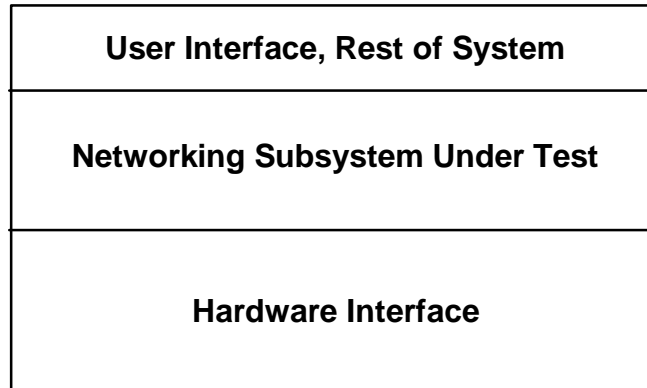 User Interface, Rest of System
Networking Subsystem Under Test
Hardware Interface